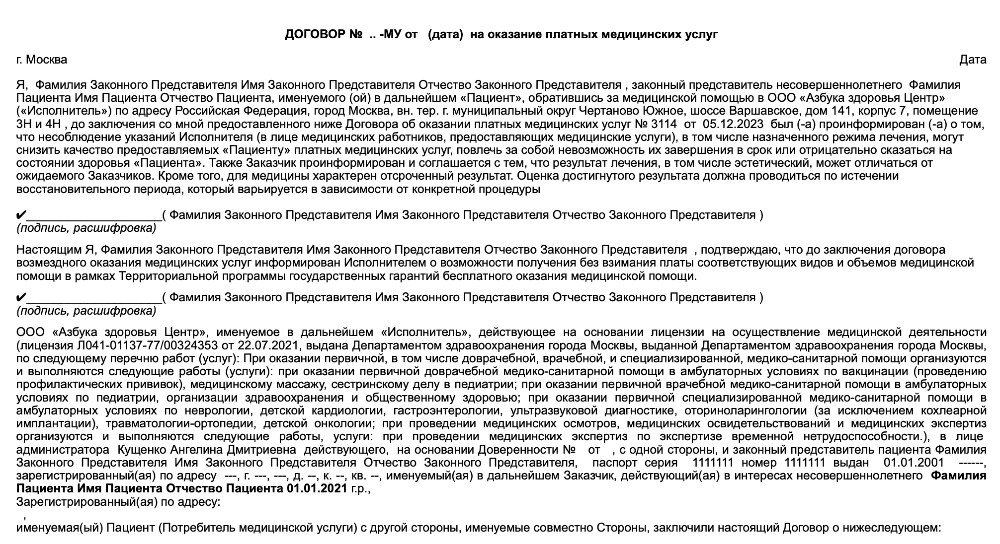 ДОГОВОР № .. -МУ от (дата) на оказание платных медицинских услуг
г. Москва Дата
Я, Фамилия Законного Представителя Имя Законного Представителя Отчество Законного Представителя , законный представитель несовершеннолетнего Фамилия
Пациента Имя Пациента Отчество Пациента, именуемого (ой) в дальнейшем «Пациент», обратившись за медицинской помощью в ООО «Азбука здоровья Центр»
(«Исполнитель») по адресу Российская Федерация, город Москва, вн. тер. г. муниципальный округ Чертаново Южное, шоссе Варшавское, дом 141, корпус 7, помещение
3Н и 4Н , до заключения со мной предоставленного ниже Договора об оказании платных медицинских услуг № 3114 от 05.12.2023 был (-а) проинформирован (-а) о том,
что несоблюдение указаний Исполнителя (в лице медицинских работников, предоставляющих медицинские услуги), в том числе назначенного режима лечения, могут
снизить качество предоставляемых «Пациенту» платных медицинских услуг, повлечь за собой невозможность их завершения в срок или отрицательно сказаться на
состоянии здоровья «Пациента». Также Заказчик проинформирован и соглашается с тем, что результат лечения, в том числе эстетический, может отличаться от
ожидаемого Заказчиков. Кроме того, для медицины характерен отсроченный результат. Оценка достигнутого результата должна проводиться по истечении
восстановительного периода, который варьируется в зависимости от конкретной процедуры
✔____________________( Фамилия Законного Представителя Имя Законного Представителя Отчество Законного Представителя )
(подпись, расшифровка)
Настоящим Я, Фамилия Законного Представителя Имя Законного Представителя Отчество Законного Представителя , подтверждаю, что до заключения договора
возмездного оказания медицинских услуг информирован Исполнителем о возможности получения без взимания платы соответствующих видов и объемов медицинской
помощи в рамках Территориальной программы государственных гарантий бесплатного оказания медицинской помощи.
✔____________________( Фамилия Законного Представителя Имя Законного Представителя Отчество Законного Представителя )
(подпись, расшифровка)
ООО «Азбука здоровья Центр», именуемое в дальнейшем «Исполнитель», действующее на основании лицензии на осуществление медицинской деятельности
(лицензия Л041-01137-77/00324353 от 22.07.2021, выдана Департаментом здравоохранения города Москвы, выданной Департаментом здравоохранения города Москвы,
по следующему перечню работ (услуг): При оказании первичной, в том числе доврачебной, врачебной, и специализированной, медико-санитарной помощи организуются
и выполняются следующие работы (услуги): при оказании первичной доврачебной медико-санитарной помощи в амбулаторных условиях по вакцинации (проведению
профилактических прививок), медицинскому массажу, сестринскому делу в педиатрии; при оказании первичной врачебной медико-санитарной помощи в амбулаторных
условиях по педиатрии, организации здравоохранения и общественному здоровью; при оказании первичной специализированной медико-санитарной помощи в
амбулаторных условиях по неврологии, детской кардиологии, гастроэнтерологии, ультразвуковой диагностике, оториноларингологии (за исключением кохлеарной
имплантации), травматологии-ортопедии, детской онкологии; при проведении медицинских осмотров, медицинских освидетельствований и медицинских экспертиз
организуются и выполняются следующие работы, услуги: при проведении медицинских экспертиз по экспертизе временной нетрудоспособности.), в лице
администратора Кущенко Ангелина Дмитриевна действующего, на основании Доверенности № от , с одной стороны, и законный представитель пациента Фамилия
Законного Представителя Имя Законного Представителя Отчество Законного Представителя, паспорт серия 1111111 номер 1111111 выдан 01.01.2001 ------,
зарегистрированный(ая) по адресу ---, г. ---, ---, д. --, к. --, кв. --, именуемый(ая) в дальнейшем Заказчик, действующий(ая) в интересах несовершеннолетнего Фамилия
Пациента Имя Пациента Отчество Пациента 01.01.2021 г.р.,
Зарегистрированный(ая) по адресу:
,
именуемая(ый) Пациент (Потребитель медицинской услуги) с другой стороны, именуемые совместно Стороны, заключили настоящий Договор о нижеследующем: